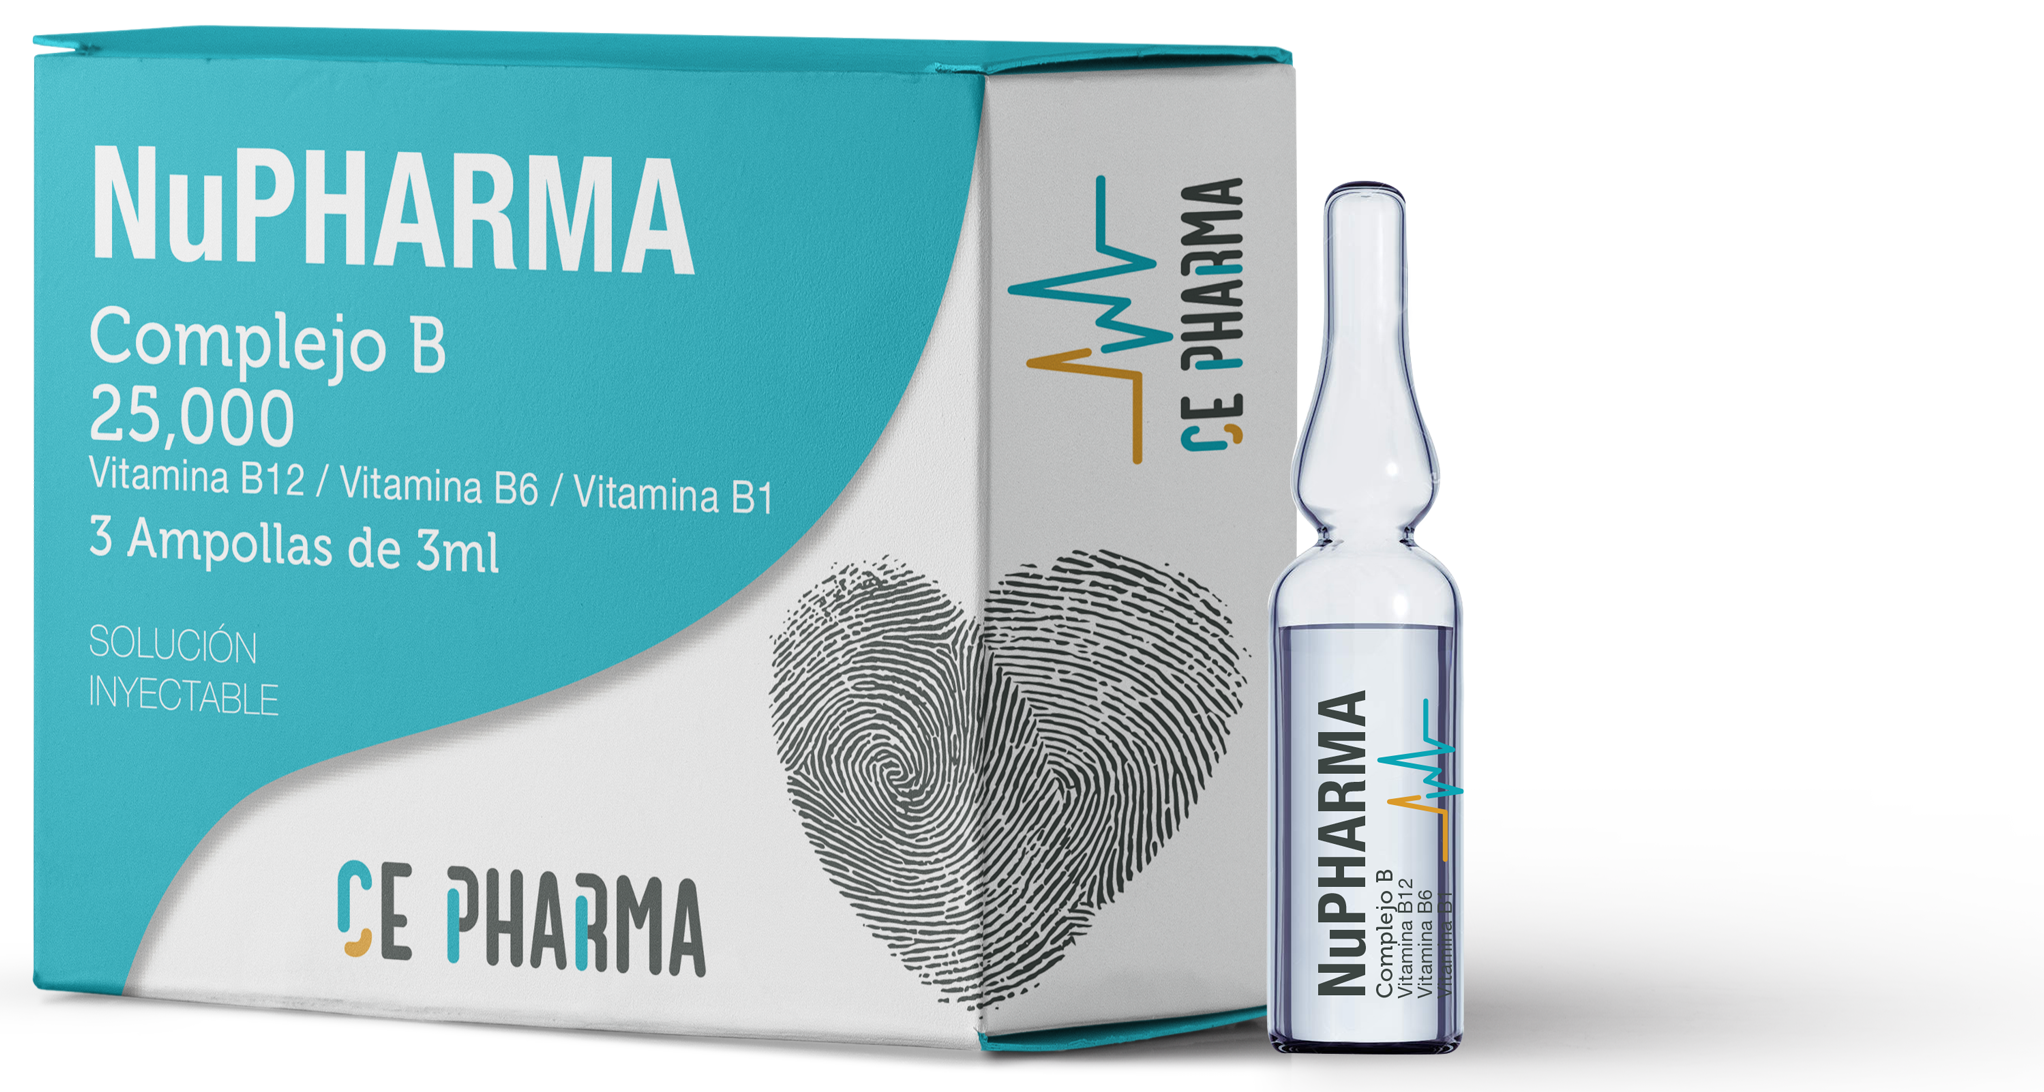 NuPHARMA
Complejo B
25,000
Vitamina B12 / Vitamina B6 / Vitamina B1
3 Ampollas de 3ml
SOLUCIÓN
INYECTABLE
CE PHARMA
CE PHARMA
NuPHARMA
Complejo B
Vitamina B12
Vitamina B6
Vitamina B1